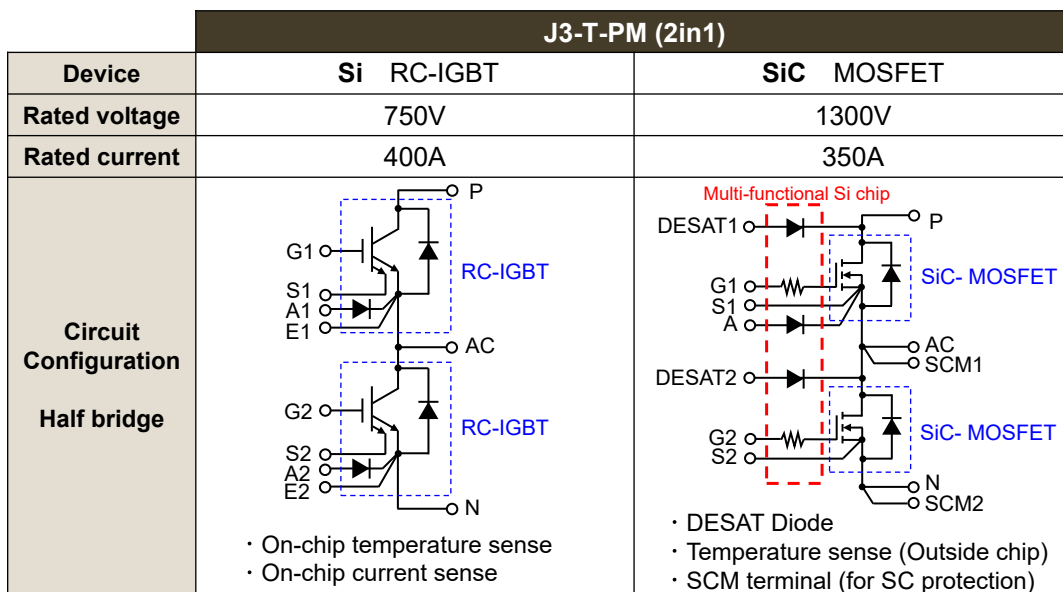 J3-T-PM (2in1)
Device
Si RC-IGBT
SiC MOSFET
Rated voltage
750V
1300V
Rated current
400A
350A
Circuit
Configuration
Half bridge
P
G1
RC-IGBT
S1
A1
E1
AC
G2
RC-IGBT
S2
A2
E2
N
・On-chip temperature sense
・On-chip current sense
Multi-functional Si chip
DESAT1
P
SiC- MOSFET
G1
S1
A
AC
SCM1
DESAT2
G2
SiC- MOSFET
S2
N
SCM2
・DESAT Diode
・Temperature sense (Outside chip)
・SCM terminal (for SC protection)